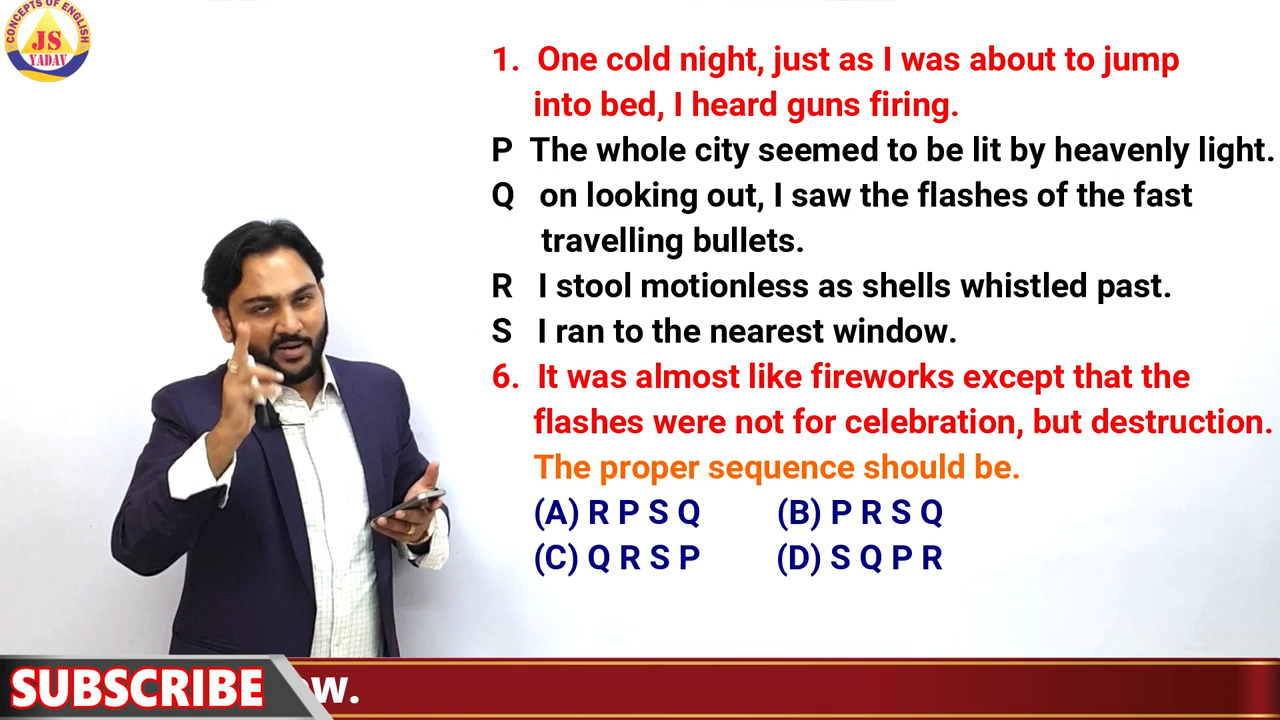 CONCEPTS OF ENGLISH
JS
YADAV
1. One cold night, just as I was about to jump
into bed, I heard guns firing.
P The whole city seemed to be lit by heavenly light.
Q on looking out, I saw the flashes of the fast
travelling bullets.
R I stool motionless as shells whistled past.
S I ran to the nearest window.
6. It was almost like fireworks except that the
flashes were not for celebration, but destruction.
The proper sequence should be.
(A) R P S Q (B) P R S Q
(C) Q R S P (D) S Q P R
SUBSCRIBE